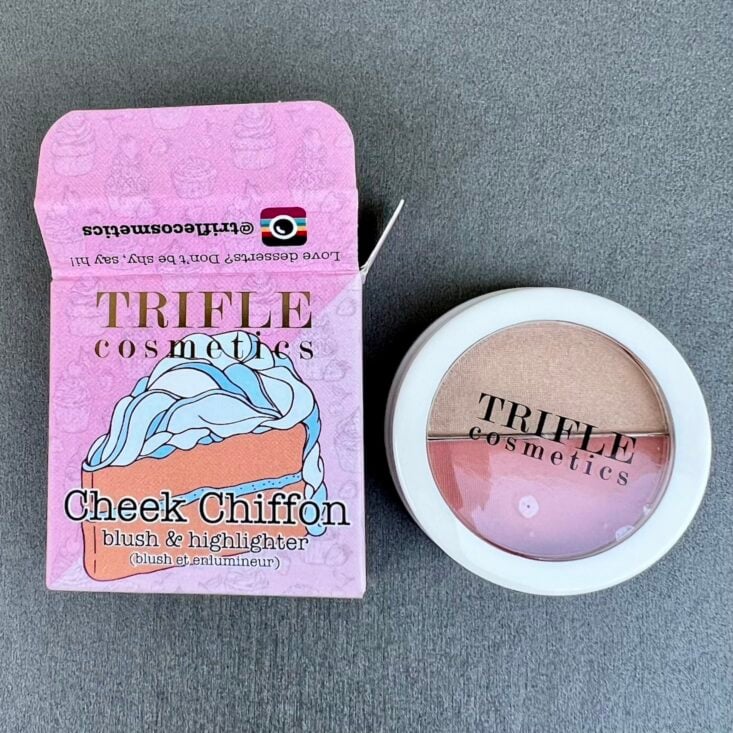 @triflecosmetics
Love desserts? Don't be shy, say hi!
TRIFLE
cosmetics
Cheek Chiffon
blush & highlighter
(blush et enlumineur)
TRIFLE
cosmetics